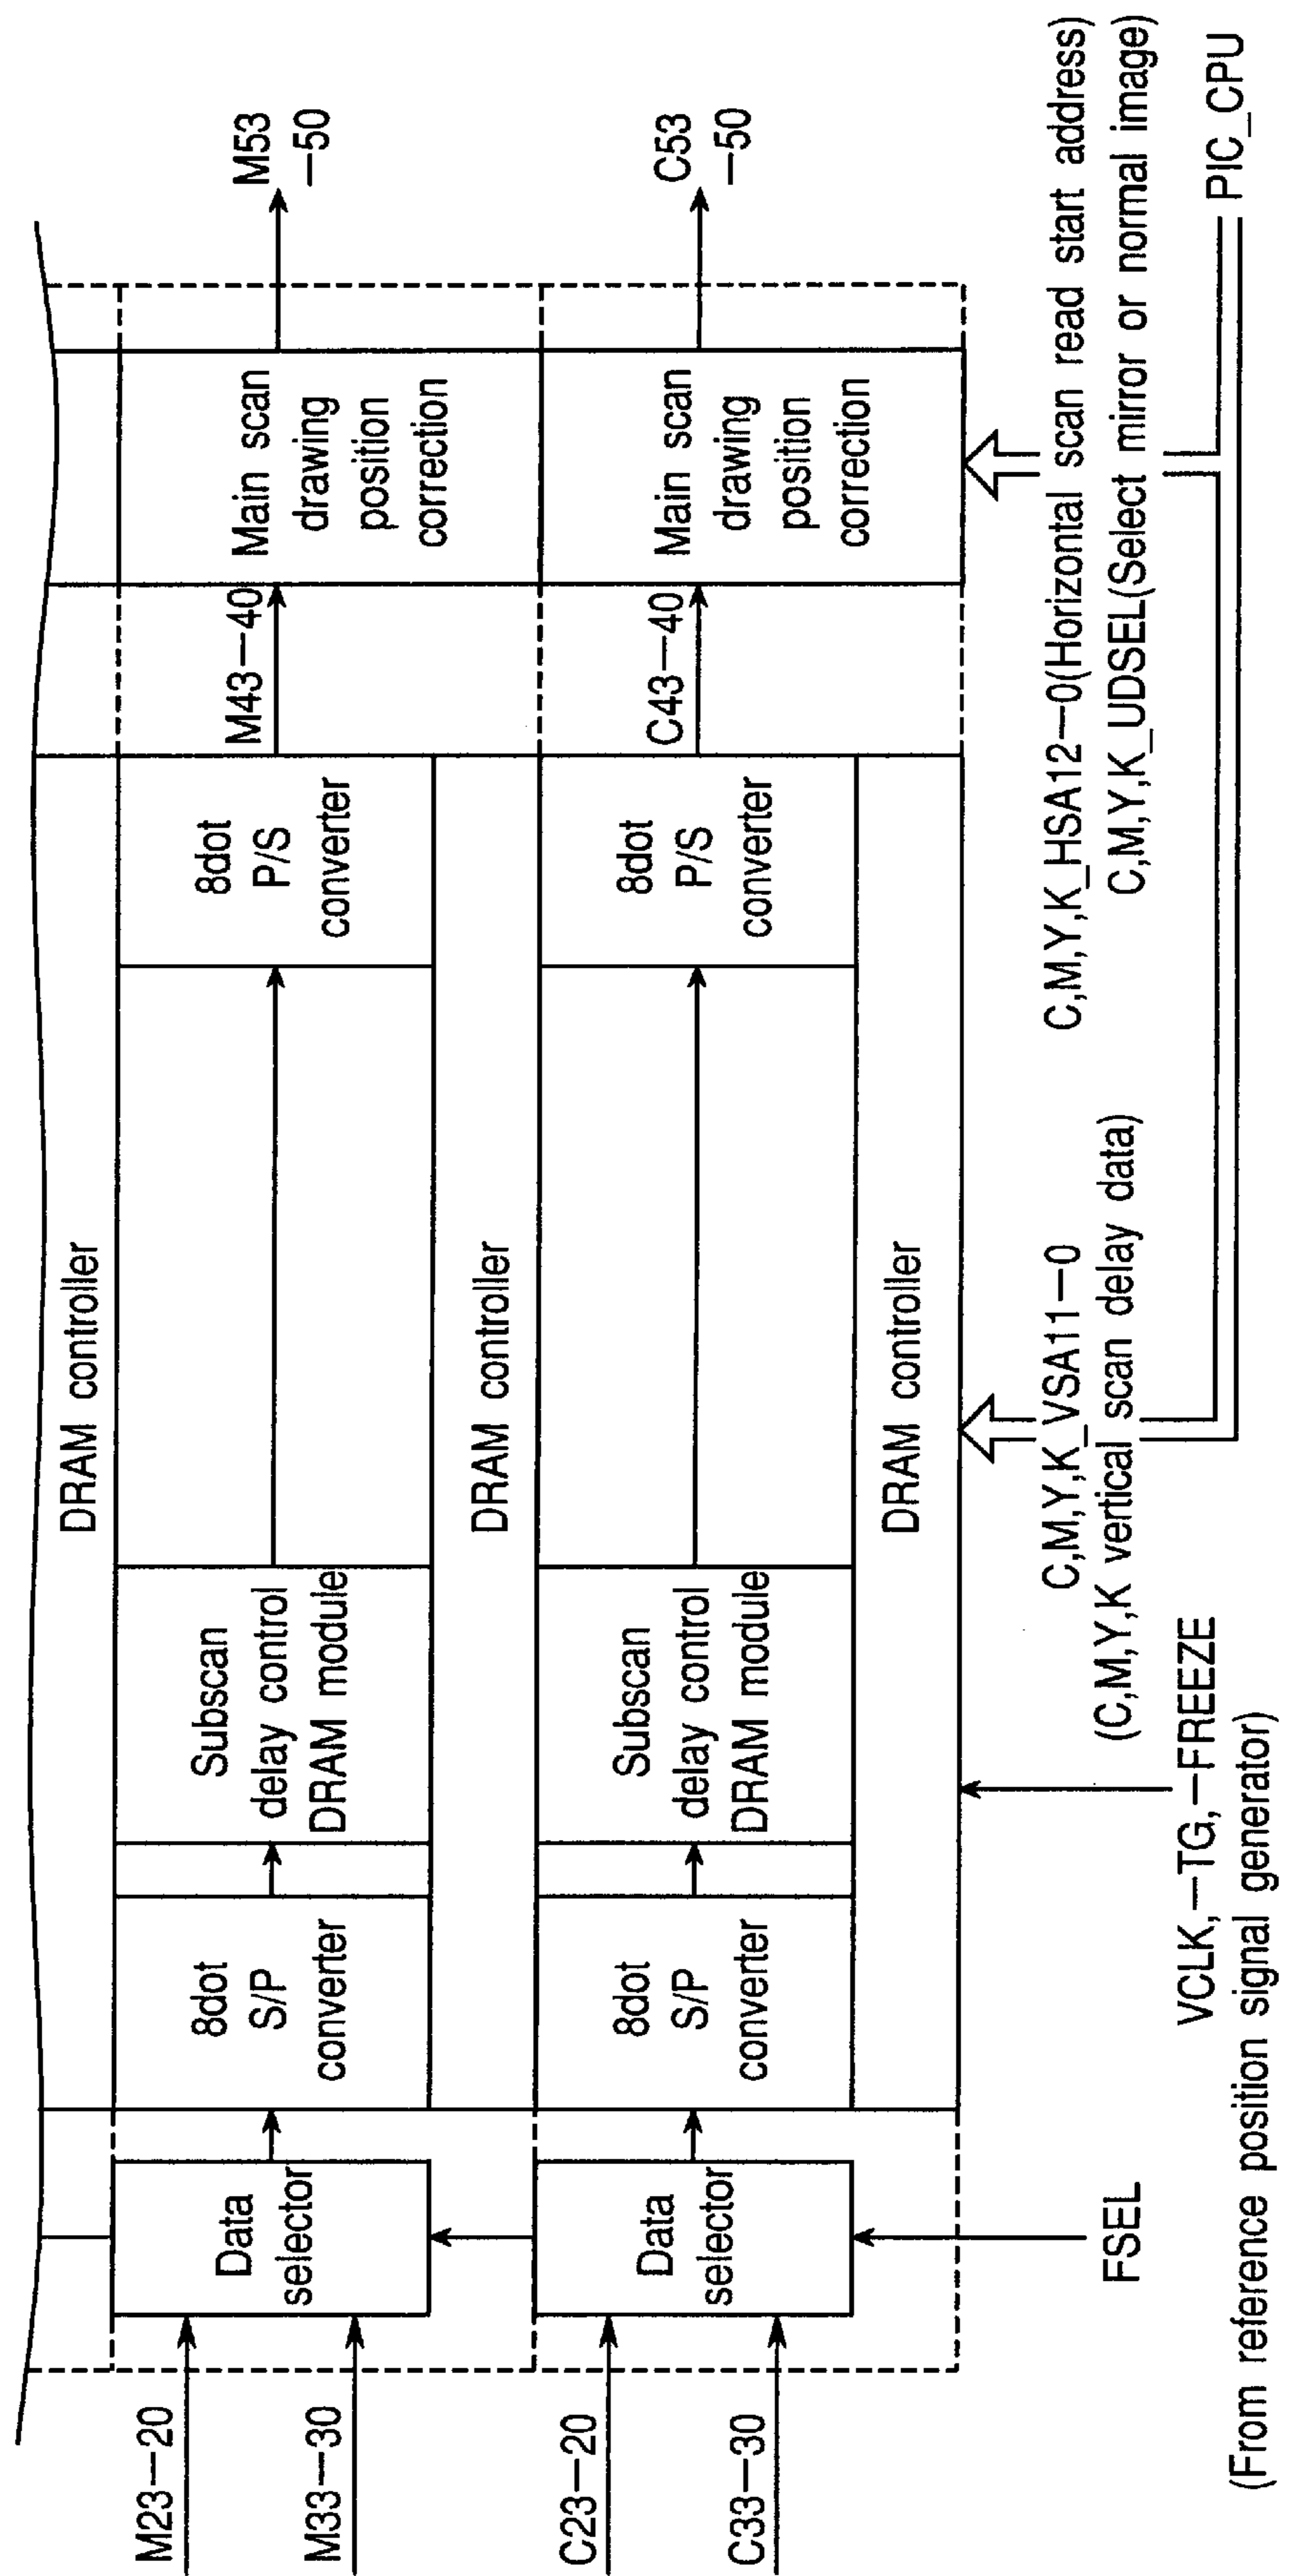 DRAM controller
M23—20
M33—30
Data
selector
8dot
S/P
converter
Subscan
delay control
DRAM module
8dot
P/S
converter
M43—40
Main scan
drawing
position
correction
M53
—50
DRAM controller
C23—20
C33—30
Data
selector
8dot
S/P
converter
Subscan
delay control
DRAM module
8dot
P/S
converter
C43—40
Main scan
drawing
position
correction
C53
—50
DRAM controller
FSEL
VCLK,—TG,—FREEZE
(From reference position signal generator)
C,M,Y,K_VSA11—0
(C,M,Y,K vertical scan delay data)
C,M,Y,K_HSA12—0(Horizontal scan read start address)
C,M,Y,K_UDSEL(Select mirror or normal image)
PIC_CPU